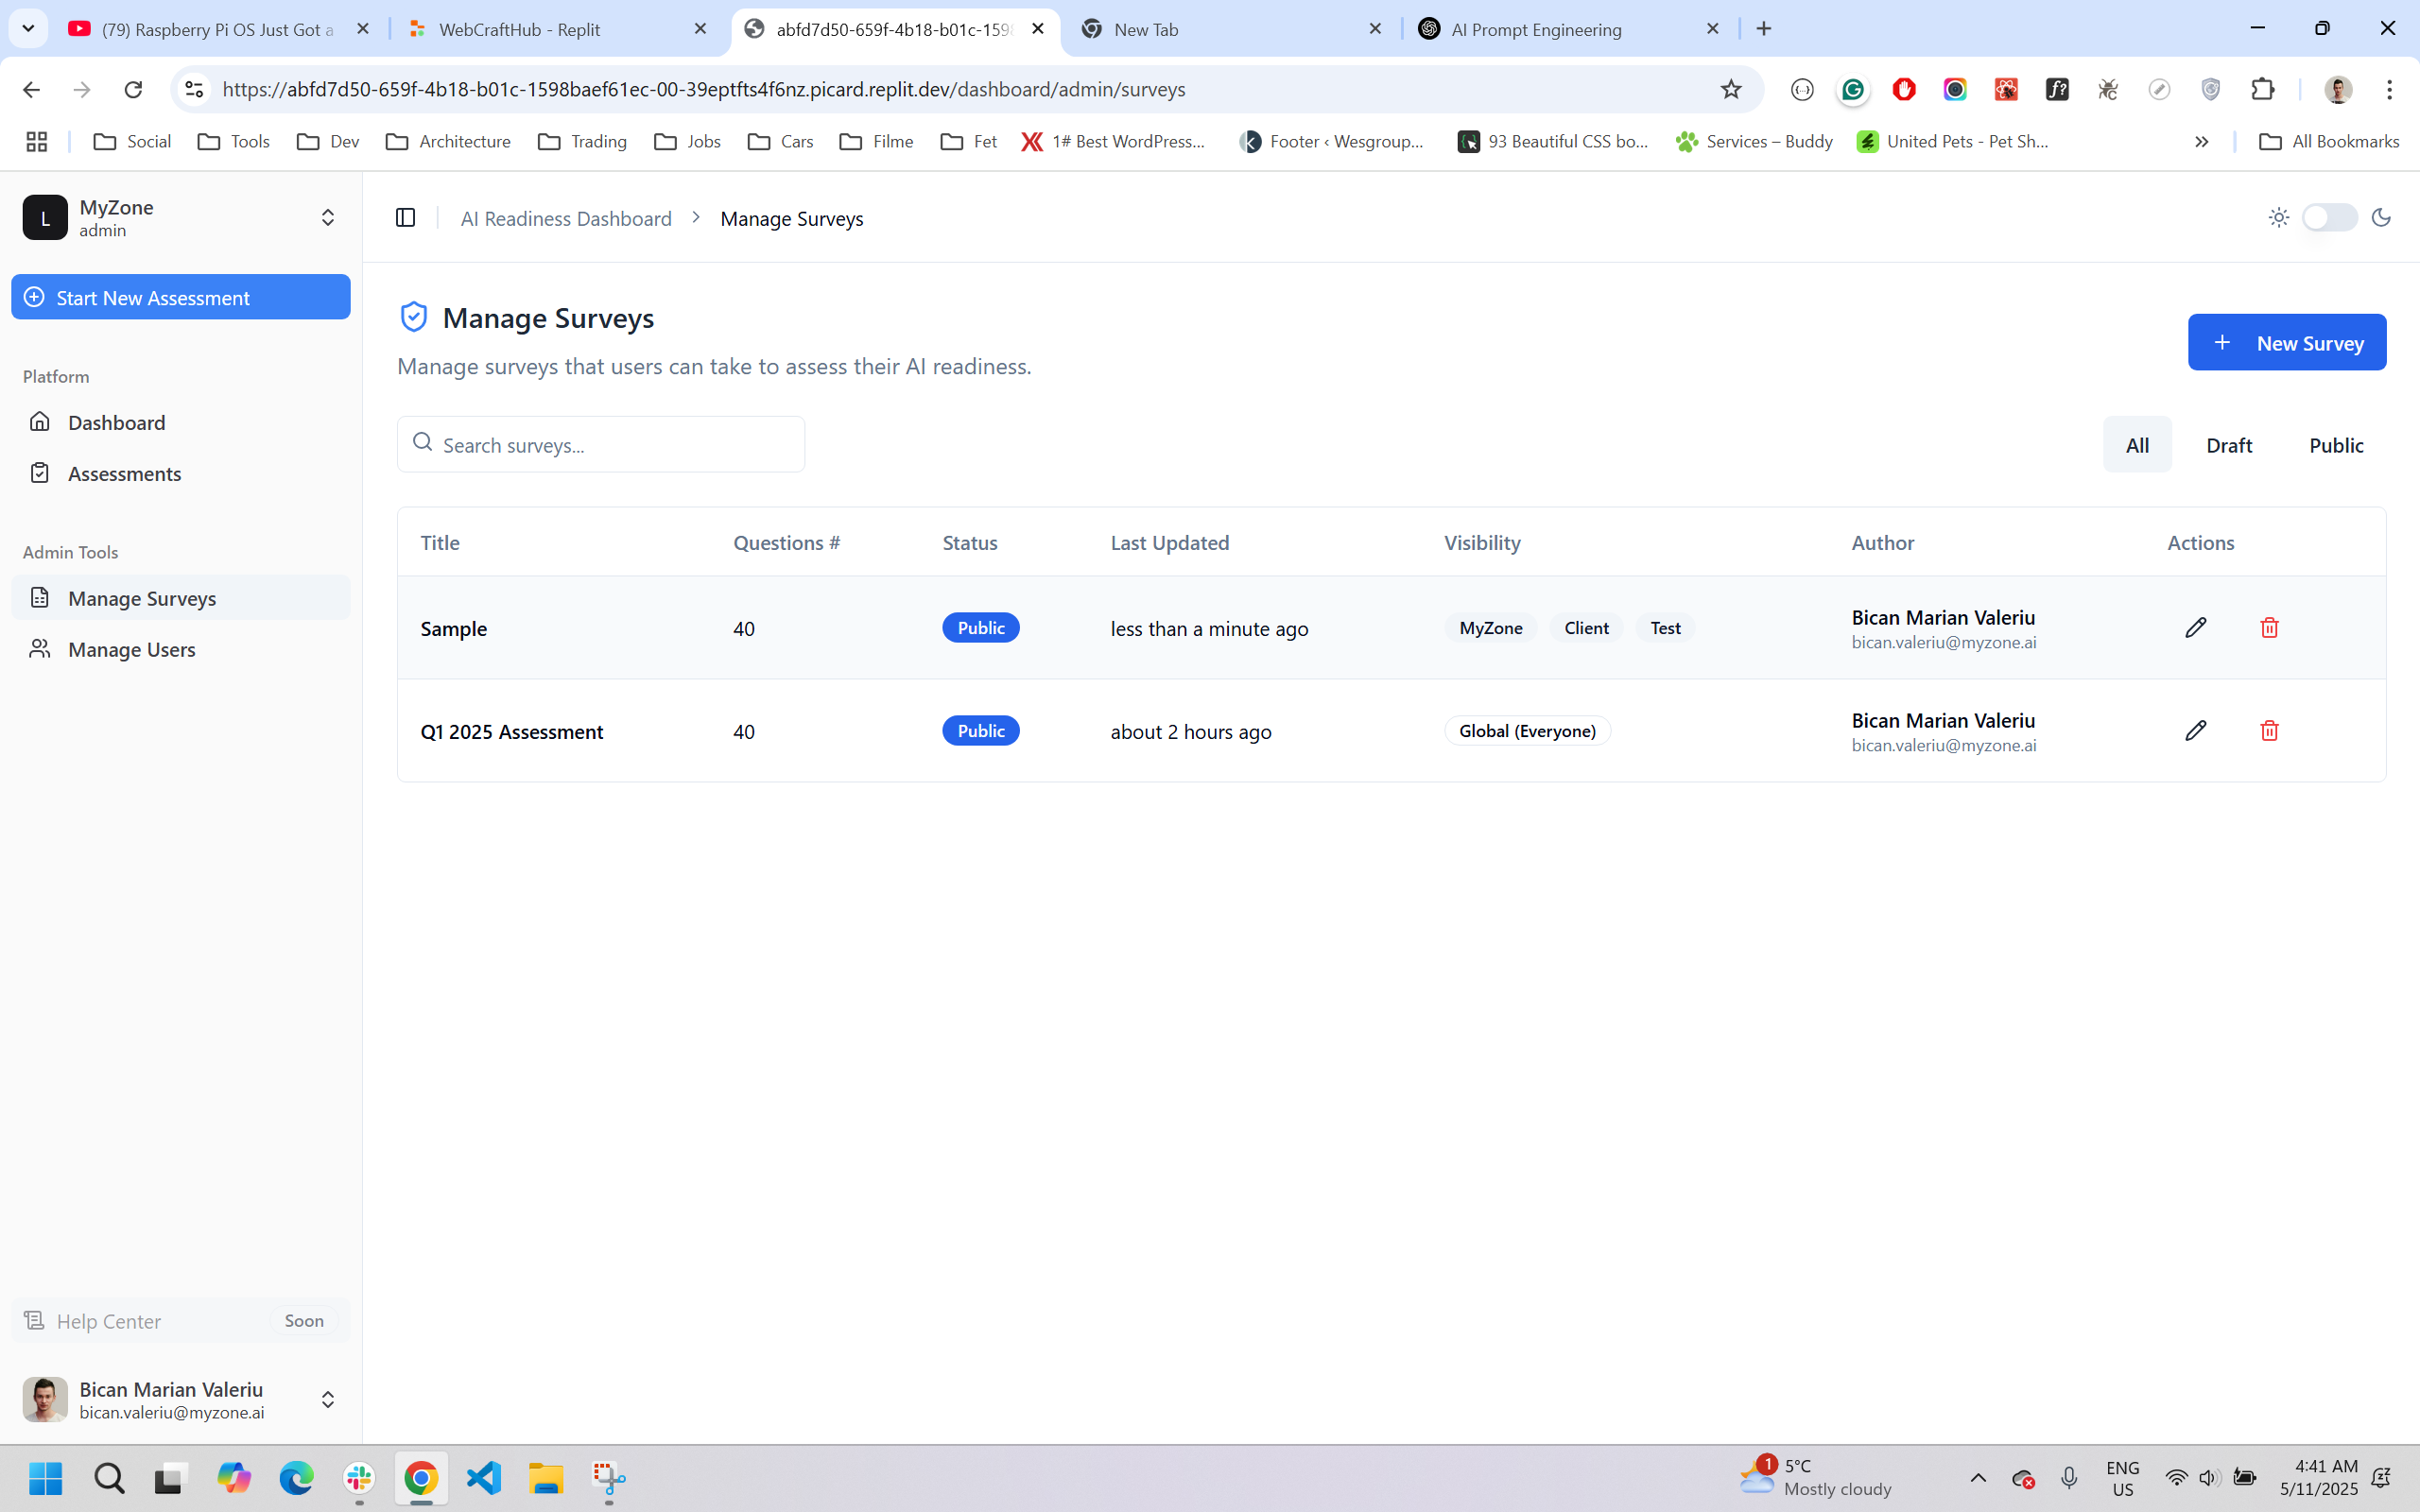 (79) Raspberry Pi OS Just Got a
WebCraftHub - Replit
abfd7d50-659f-4b18-b01c-159
New Tab
AI Prompt Engineering
https://abfd7d50-659f-4b18-b01c-1598baef61ec-00-39eptfts4f6nz.picard.replit.dev/dashboard/admin/surveys
Social
Tools
Dev
Architecture
Trading
Jobs
Cars
Filme
Fet
1# Best WordPress...
Footer ‹ Wesgroup...
93 Beautiful CSS bo...
Services – Buddy
United Pets - Pet Sh...
All Bookmarks
L
MyZone
admin
AI Readiness Dashboard
Manage Surveys
Start New Assessment
Platform
Dashboard
Assessments
Admin Tools
Manage Surveys
Manage Users
Manage Surveys
Manage surveys that users can take to assess their AI readiness.
New Survey
Search surveys...
All
Draft
Public
Title Questions # Status Last Updated Visibility Author Actions
Sample 40 Public less than a minute ago MyZone Client Test Bican Marian Valeriu
bican.valeriu@myzone.ai
Q1 2025 Assessment 40 Public about 2 hours ago Global (Everyone) Bican Marian Valeriu
bican.valeriu@myzone.ai
Help Center Soon
Bican Marian Valeriu
bican.valeriu@myzone.ai
1
5°C
Mostly cloudy
ENG
US
4:41 AM
5/11/2025